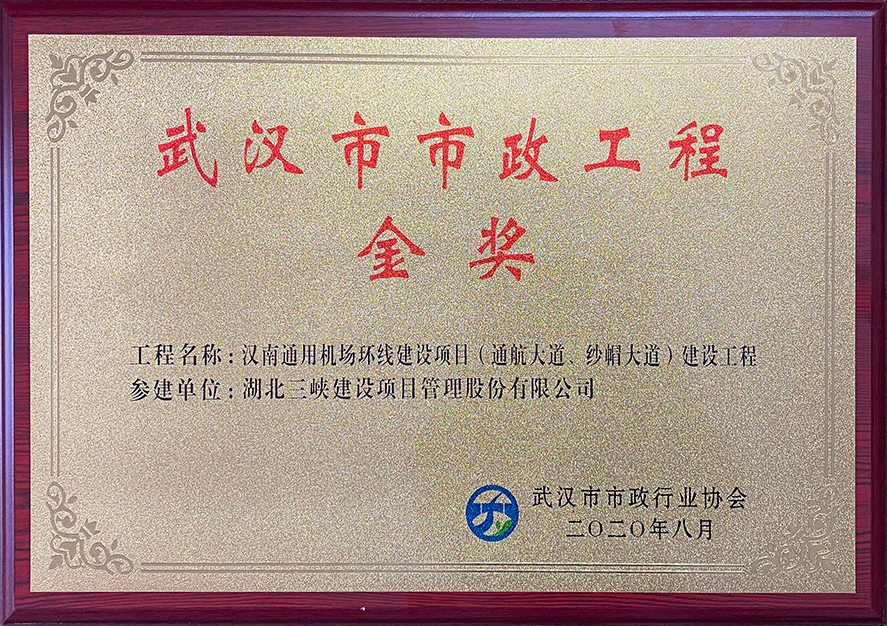 武汉市市政工程
金奖
工程名称：汉南通用机场环线建设项目（通航大道、纱帽大道）建设工程
参建单位：湖北三峡建设项目管理股份有限公司
武汉市市政行业协会
二〇二〇年八月